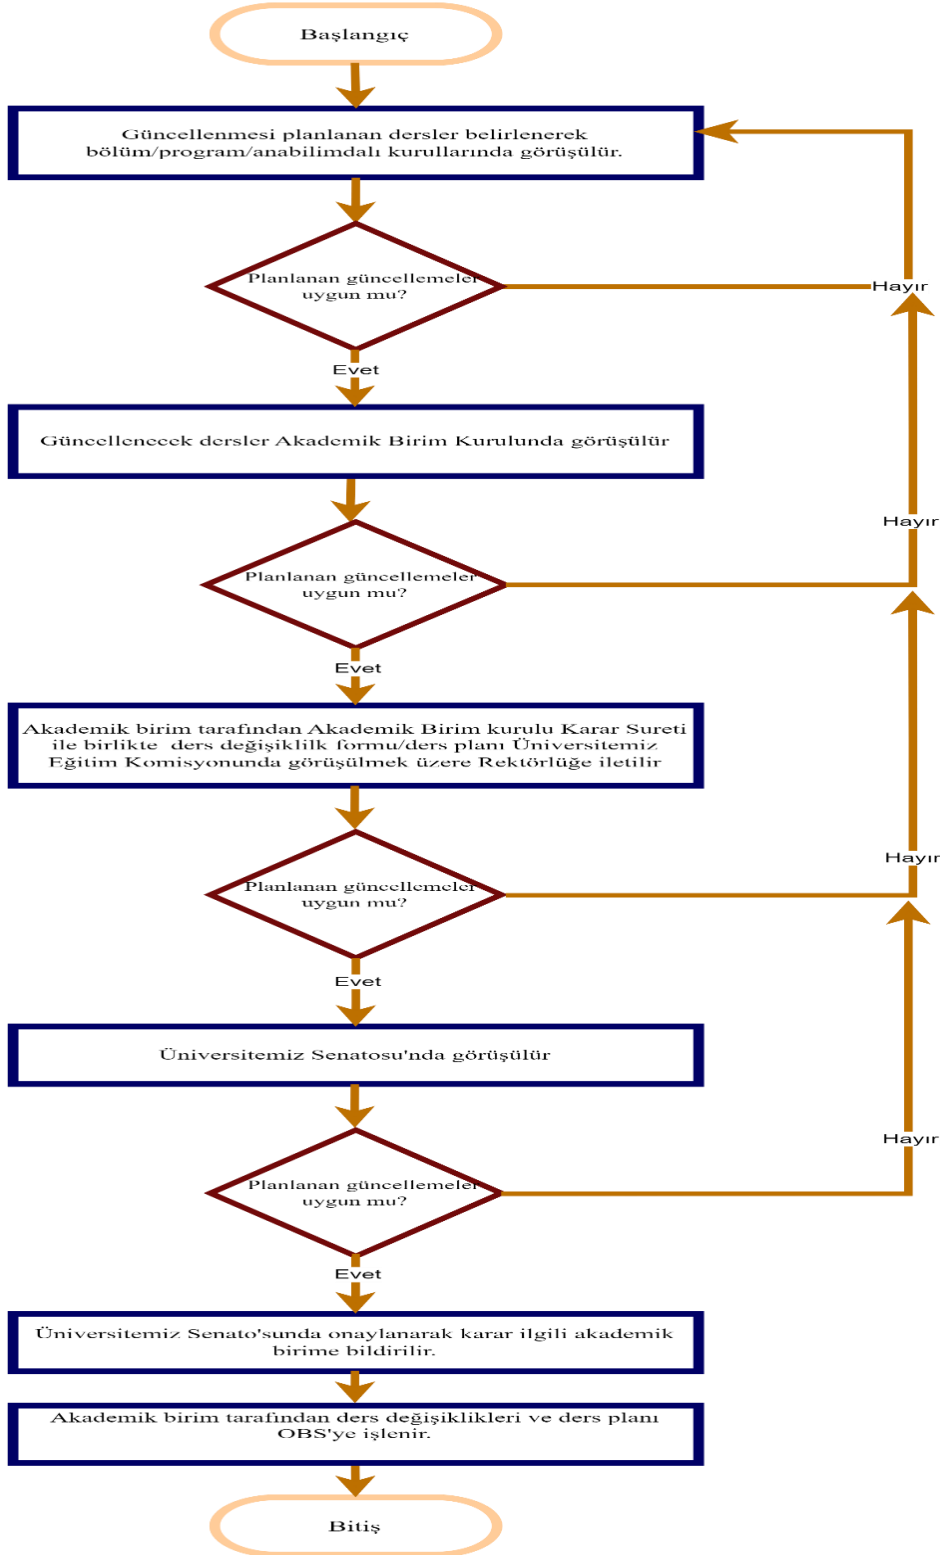 Başlangıç
Güncellenmesi planlanan dersler belirlenerek
bölüm/program/anabilimdalı kurullarında görüşülür.
Planlanan güncellemeler
uygun mu?
Hayır
Evet
Güncellenecek dersler Akademik Birim Kurulunda görüşülür
Hayır
Planlanan güncellemeler
uygun mu?
Evet
Akademik birim tarafından Akademik Birim kurulu Karar Sureti
ile birlikte ders değişiklilk formu/ders planı Üniversitemiz
Eğitim Komisyonunda görüşülmek üzere Rektörlüğe iletilir
Hayır
Planlanan güncellemeler
uygun mu?
Evet
Üniversitemiz Senatosu'nda görüşülür
Hayır
Planlanan güncellemeler
uygun mu?
Evet
Üniversitemiz Senato'sunda onaylanarak karar ilgili akademik
birime bildirilir.
Akademik birim tarafından ders değişiklikleri ve ders planı
OBS'ye işlenir.
Bitiş